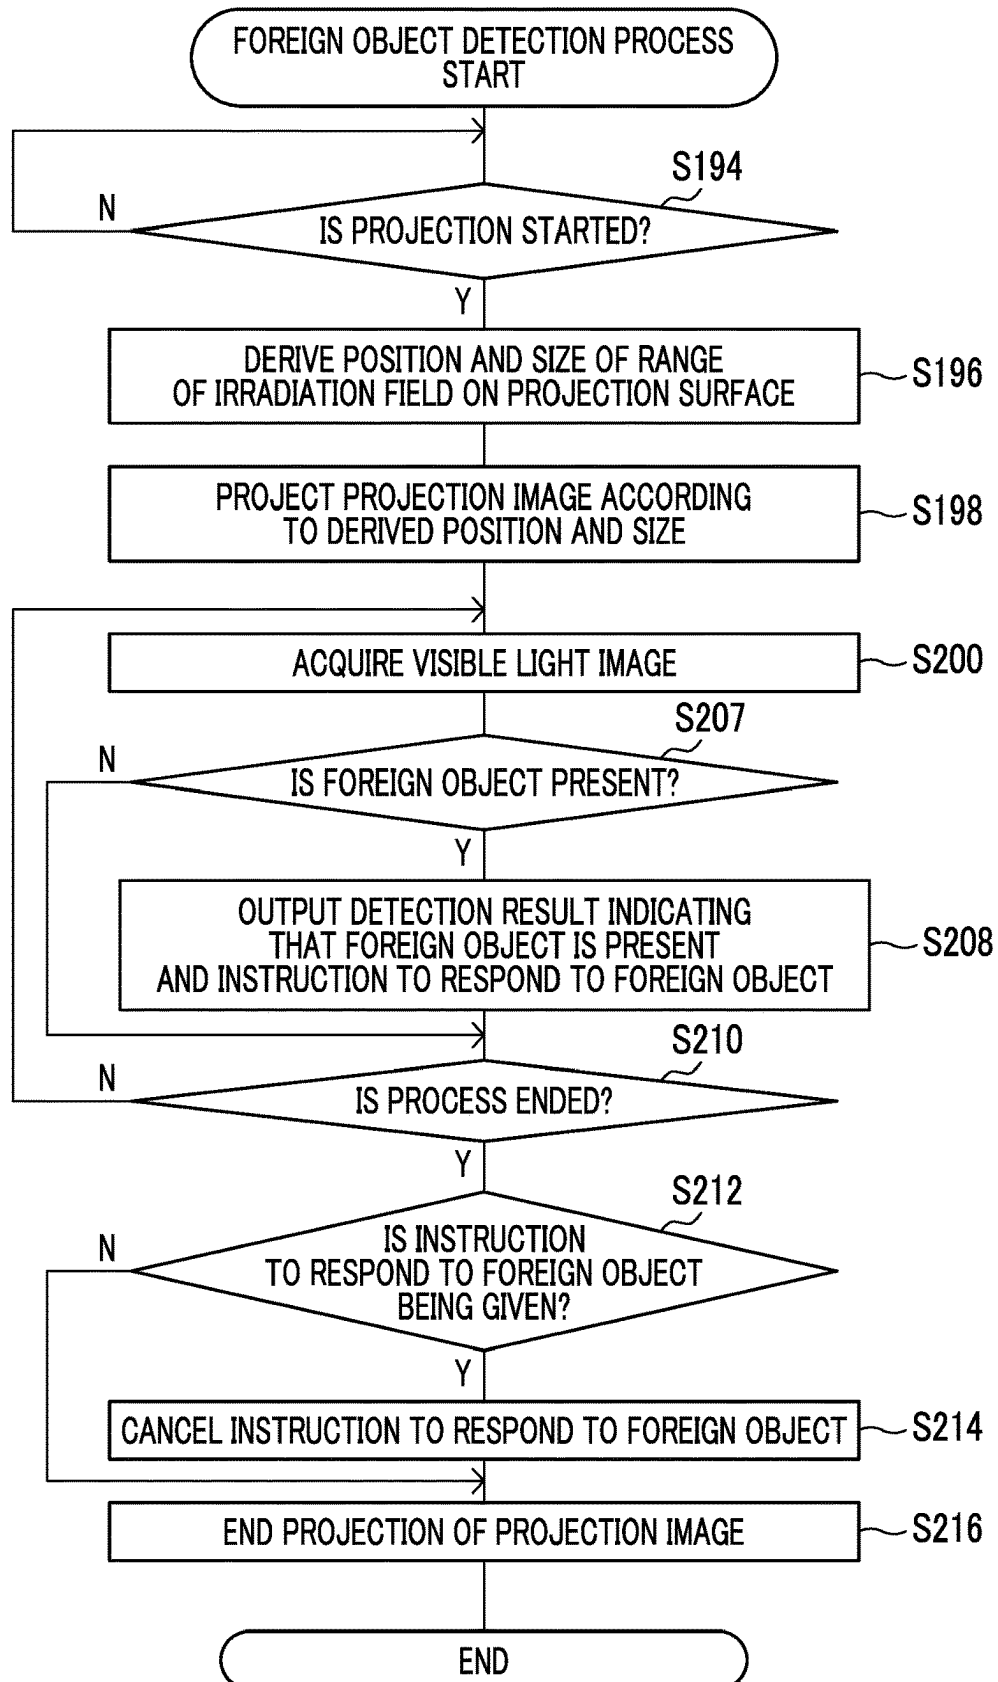 FOREIGN OBJECT DETECTION PROCESS
START
S194
N
IS PROJECTION STARTED?
Y
DERIVE POSITION AND SIZE OF RANGE
OF IRRADIATION FIELD ON PROJECTION SURFACE
S196
PROJECT PROJECTION IMAGE ACCORDING
TO DERIVED POSITION AND SIZE
S198
ACQUIRE VISIBLE LIGHT IMAGE
S200
S207
N
IS FOREIGN OBJECT PRESENT?
Y
OUTPUT DETECTION RESULT INDICATING
THAT FOREIGN OBJECT IS PRESENT
AND INSTRUCTION TO RESPOND TO FOREIGN OBJECT
S208
S210
N
IS PROCESS ENDED?
Y
S212
N
IS INSTRUCTION
TO RESPOND TO FOREIGN OBJECT
BEING GIVEN?
Y
CANCEL INSTRUCTION TO RESPOND TO FOREIGN OBJECT
S214
END PROJECTION OF PROJECTION IMAGE
S216
END